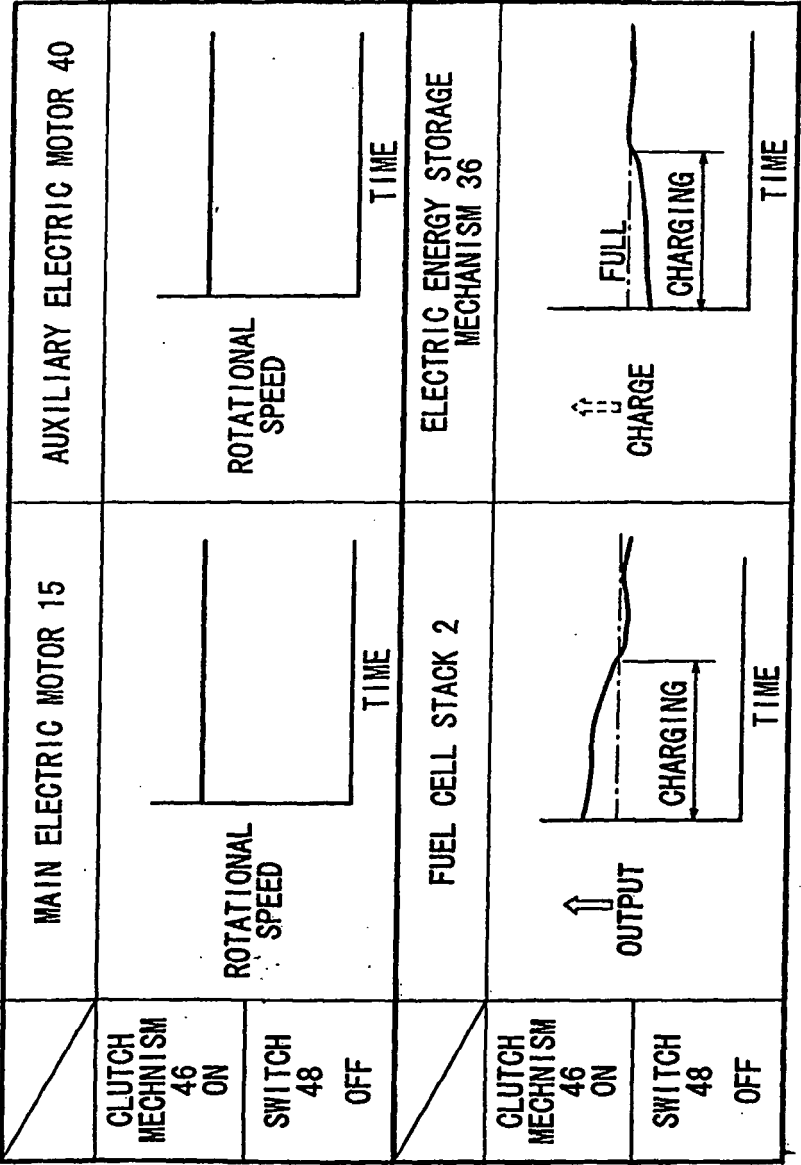 MAIN ELECTRIC MOTOR 15
AUXILIARY ELECTRIC MOTOR 40
CLUTCH
MECHNISM
46
ON
SWITCH
48
OFF
ROTATIONAL
SPEED
TIME
ROTATIONAL
SPEED
TIME
FUEL CELL STACK 2
ELECTRIC ENERGY STORAGE
MECHANISM 36
CLUTCH
MECHNISM
46
ON
SWITCH
48
OFF
OUTPUT
CHARGING
TIME
CHARGE
FULL
CHARGING
TIME